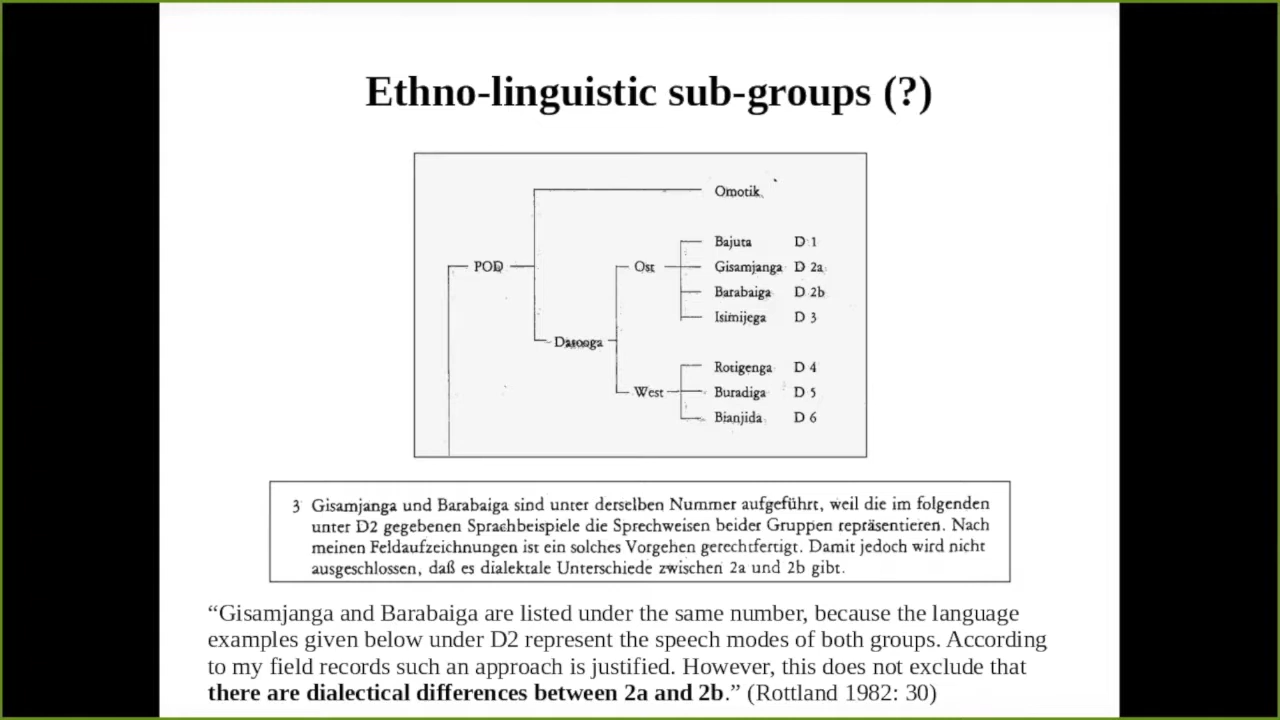 Ethno-linguistic sub-groups (?)
Omotik
Bajuta D 1
POD Ost Gisamjanga D 2a
Barabaiga D 2b
Isimijega D 3
Datooga
Rotigenga D 4
West Buradiga D 5
Bianjida D 6
3 Gisamjanga und Barabaiga sind unter derselben Nummer aufgeführt, weil die im folgenden
unter D2 gegebenen Sprachbeispiele die Sprechweisen beider Gruppen repräsentieren. Nach
meinen Feldaufzeichnungen ist ein solches Vorgehen gerechtfertigt. Damit jedoch wird nicht
ausgeschlossen, daß es dialektale Unterschiede zwischen 2a und 2b gibt.
“Gisamjanga and Barabaiga are listed under the same number, because the language
examples given below under D2 represent the speech modes of both groups. According
to my field records such an approach is justified. However, this does not exclude that
there are dialectical differences between 2a and 2b.” (Rottland 1982: 30)